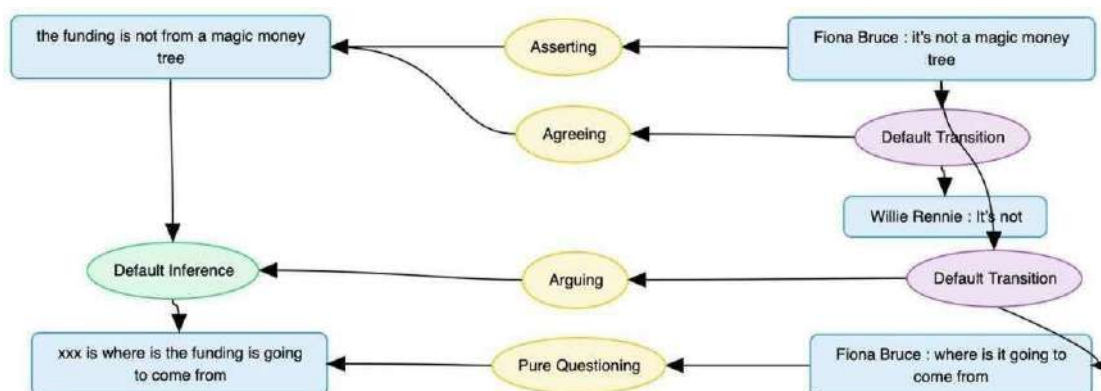 the funding is not from a magic money
tree
Asserting
Fiona Bruce : it's not a magic money
tree
Agreeing
Default Transition
Willie Rennie : It's not
Default Inference
Arguing
Default Transition
xxx is where is the funding is going
to come from
Pure Questioning
Fiona Bruce : where is it going to
come from